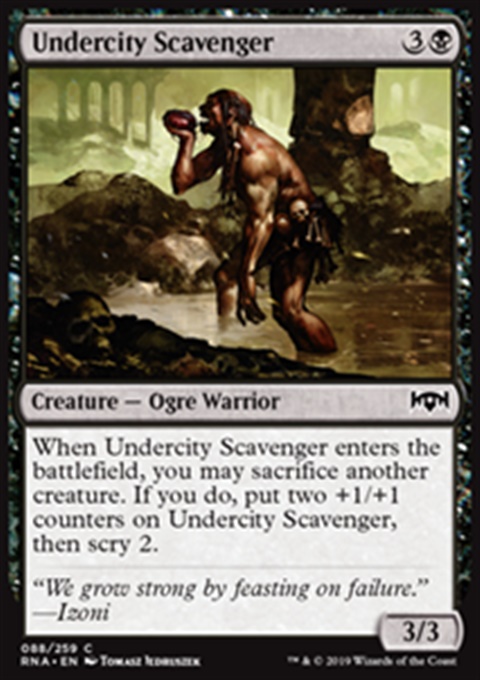 Undercity Scavenger 3
Creature — Ogre Warrior
When Undercity Scavenger enters the
battlefield, you may sacrifice another
creature. If you do, put two +1/+1
counters on Undercity Scavenger,
then scry 2.
“We grow strong by feasting on failure.”
—Izoni
3/3
088/259 C
RNA • EN Tomasz Jedruszek
™ & © 2019 Wizards of the Coast